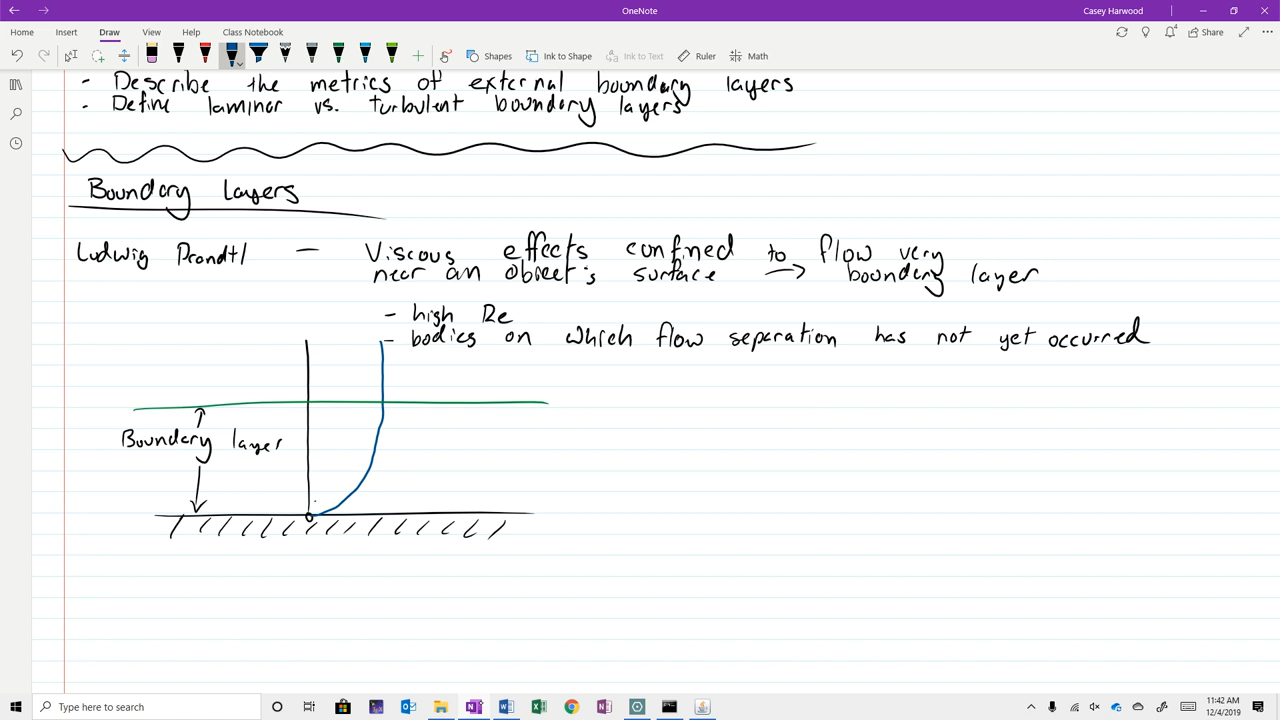 OneNote
Casey Harwood
Home Insert Draw View Help Class Notebook
Share
Shapes Ink to Shape Ink to Text Ruler Math
- Describe the metrics of external boundary layers
- Define laminar vs. turbulent boundary layers
Boundary Layers
Ludwig Prandtl — Viscous effects confined to flow very
near an object's surface → boundary layer
- high Re
- bodies on which flow separation has not yet occurred
Boundary layer
Type here to search
11:42 AM
12/4/2019